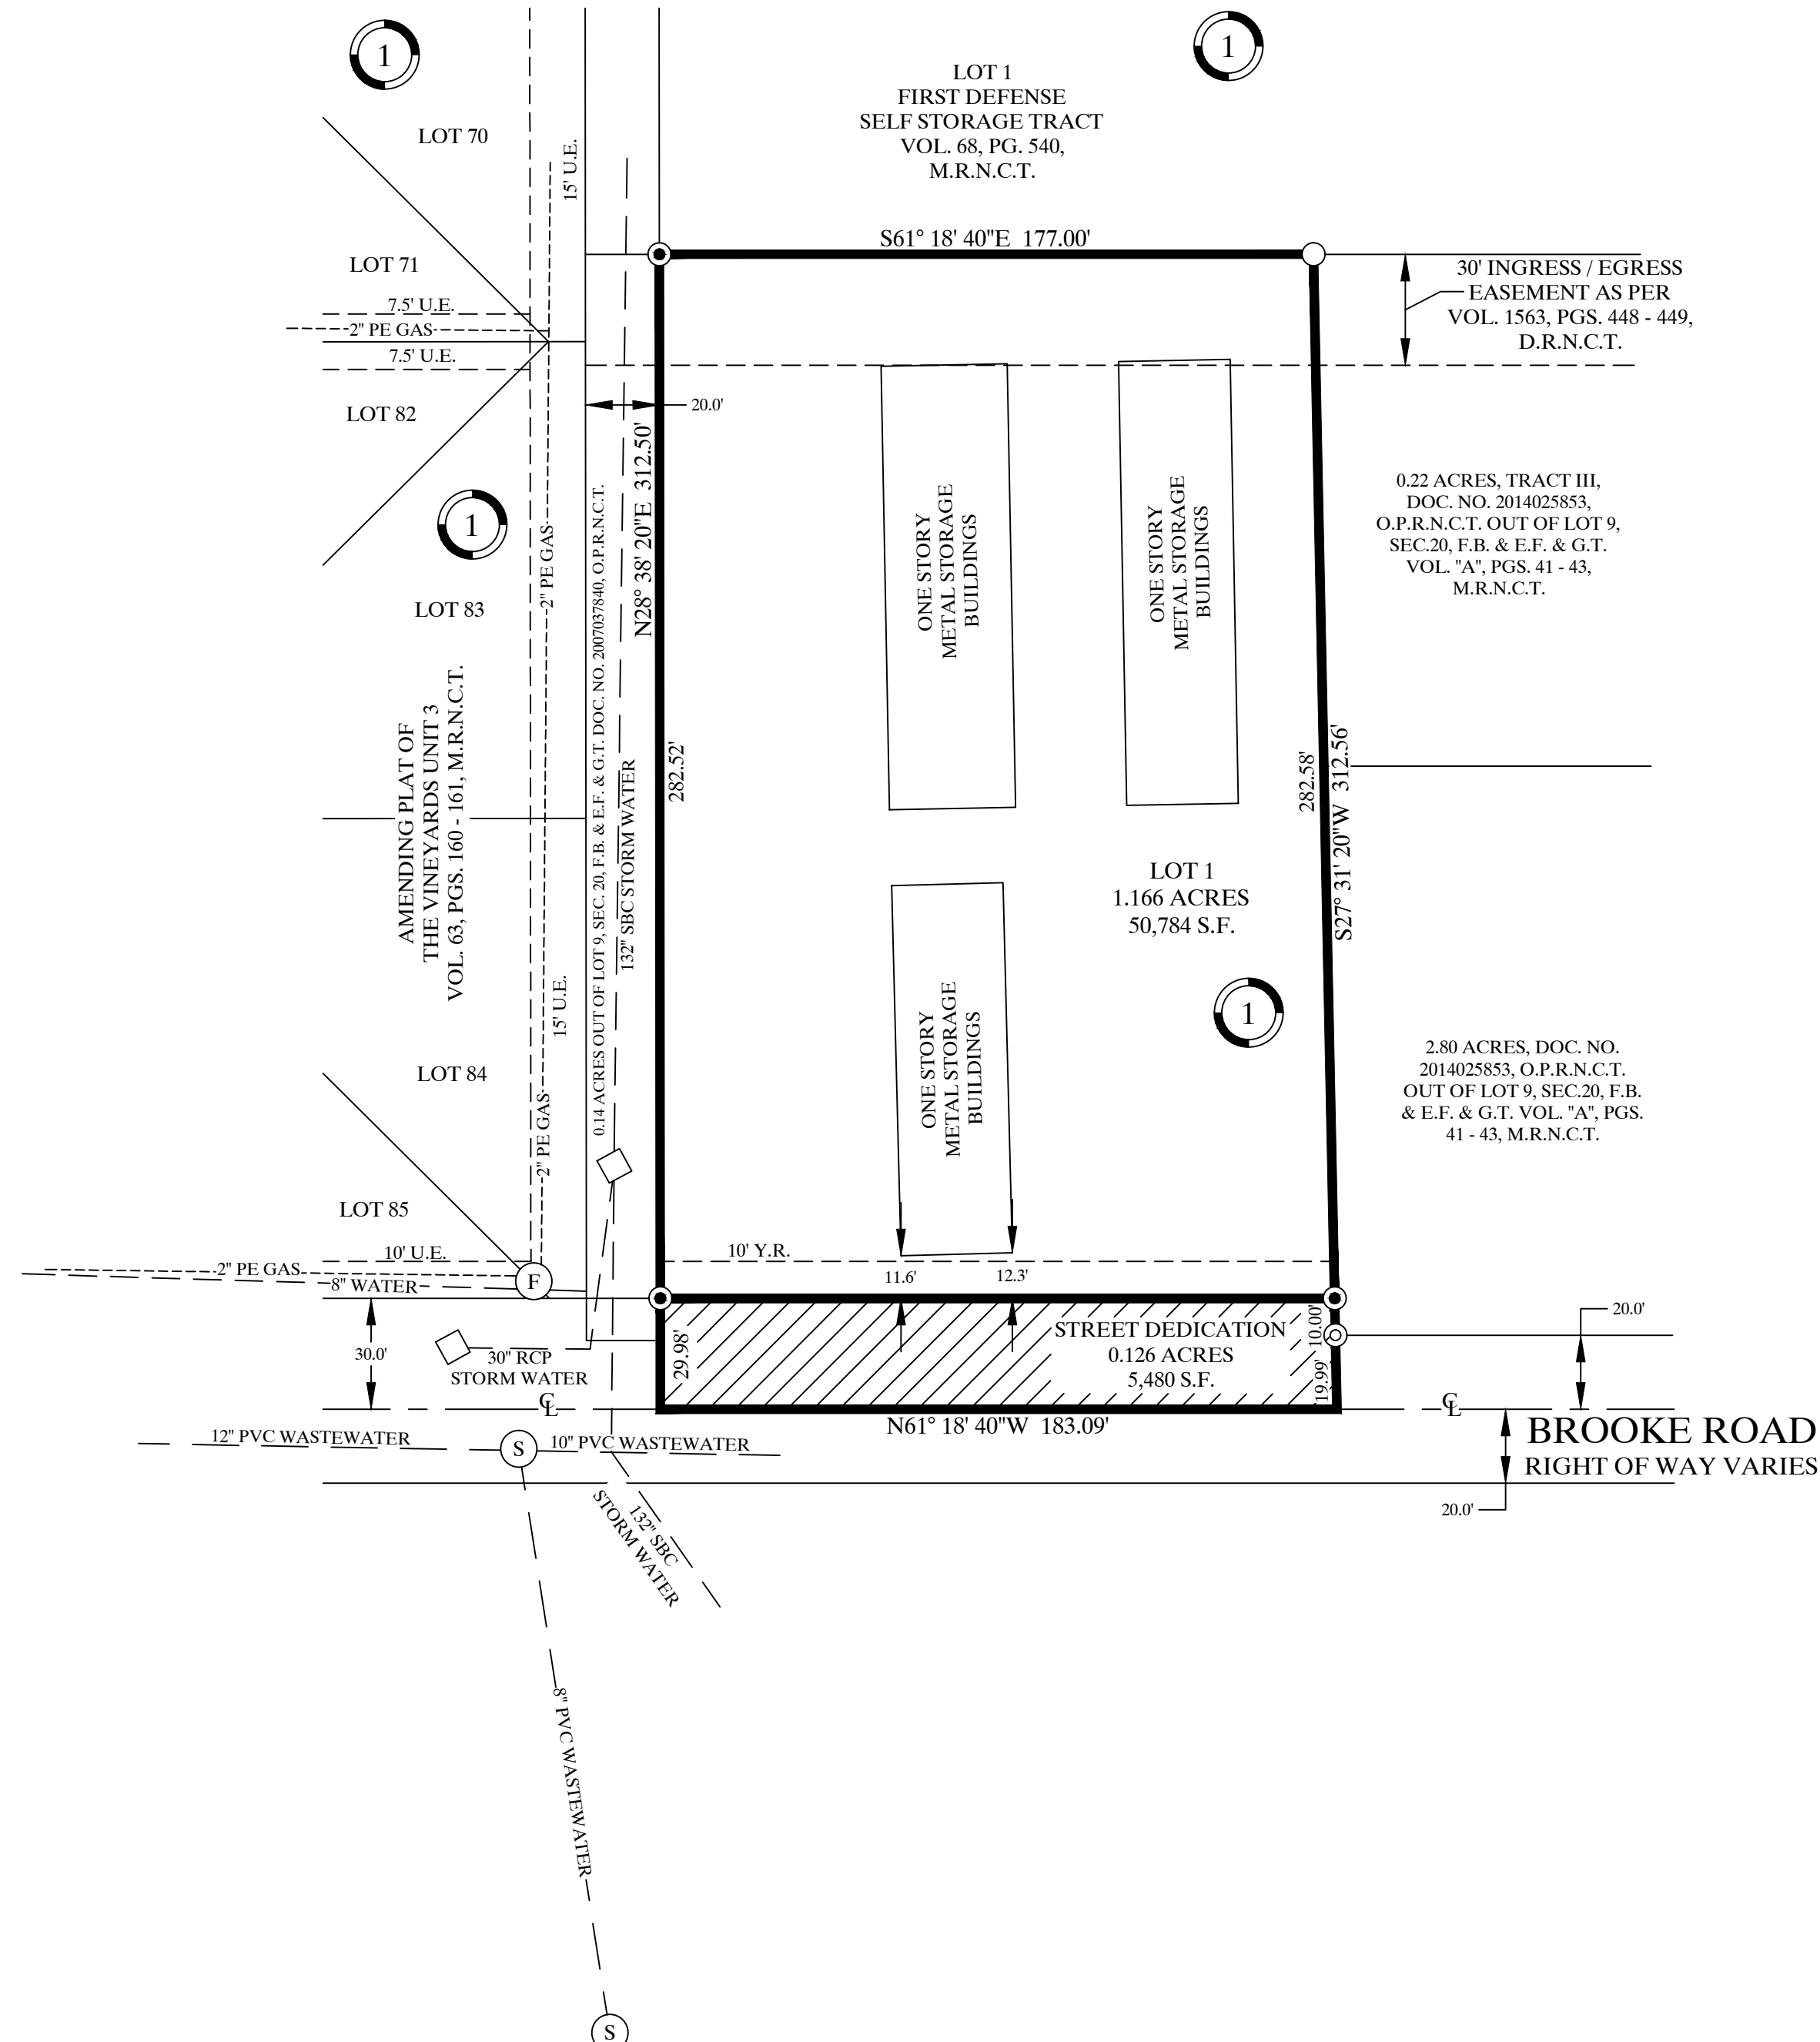 1
1
LOT 1
FIRST DEFENSE
SELF STORAGE TRACT
VOL. 68, PG. 540,
M.R.N.C.T.
LOT 70
15' U.E.
S61° 18' 40"E 177.00'
LOT 71
7.5' U.E.
2" PE GAS
7.5' U.E.
30' INGRESS / EGRESS
EASEMENT AS PER
VOL. 1563, PGS. 448 - 449,
D.R.N.C.T.
LOT 82
20.0'
N28° 38' 20"E 312.50'
1
2" PE GAS
LOT 83
0.14 ACRES OUT OF LOT 9, SEC. 20, F.B. & E.F. & G.T. DOC. NO. 2007037840, O.P.R.N.C.T.
132" SBC STORM WATER
ONE STORY
METAL STORAGE
BUILDINGS
ONE STORY
METAL STORAGE
BUILDINGS
0.22 ACRES, TRACT III,
DOC. NO. 2014025853,
O.P.R.N.C.T. OUT OF LOT 9,
SEC.20, F.B. & E.F. & G.T.
VOL. "A", PGS. 41 - 43,
M.R.N.C.T.
AMENDING PLAT OF
THE VINEYARDS UNIT 3
VOL. 63, PGS. 160 - 161, M.R.N.C.T.
282.52'
282.58'
S27° 31' 20"W 312.56'
LOT 1
1.166 ACRES
50,784 S.F.
1
15' U.E.
ONE STORY
METAL STORAGE
BUILDINGS
2.80 ACRES, DOC. NO.
2014025853, O.P.R.N.C.T.
OUT OF LOT 9, SEC.20, F.B.
& E.F. & G.T. VOL. "A", PGS.
41 - 43, M.R.N.C.T.
LOT 84
2" PE GAS
LOT 85
10' U.E.
2" PE GAS
8" WATER
F
10' Y.R.
11.6'
12.3'
30.0'
30" RCP
STORM WATER
29.98'
STREET DEDICATION
0.126 ACRES
5,480 S.F.
10.00'
19.99'
20.0'
CL
N61° 18' 40"W 183.09'
CL
BROOKE ROAD
RIGHT OF WAY VARIES
12" PVC WASTEWATER
S
10" PVC WASTEWATER
20.0'
132" SBC
STORM WATER
8" PVC WASTEWATER
S